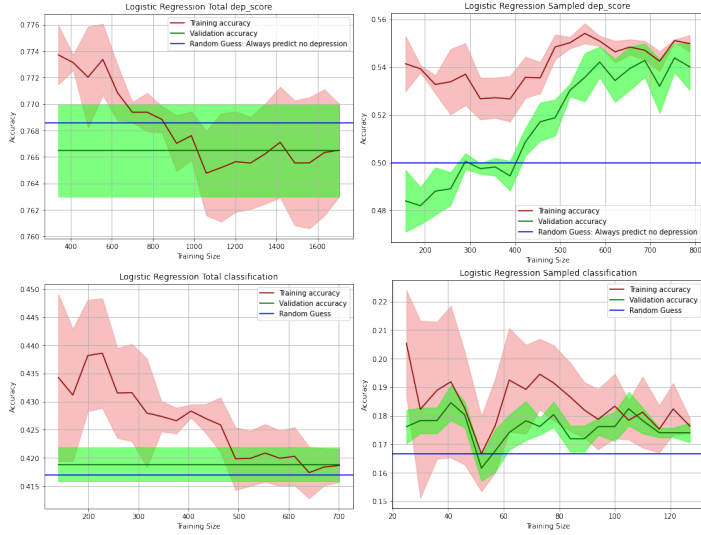 Logistic Regression Total dep_score
0.776
0.774
0.772
0.770
0.768
0.766
0.764
0.762
0.760
Accuracy
Training accuracy
Validation accuracy
Random Guess: Always predict no depression
400 600 800 1000 1200 1400 1600
Training Size
Logistic Regression Sampled dep_score
0.56
0.54
0.52
0.50
0.48
Accuracy
Training accuracy
Validation accuracy
Random Guess: Always predict no depression
200 300 400 500 600 700 800
Training Size
Logistic Regression Total classification
0.450
0.445
0.440
0.435
0.430
0.425
0.420
0.415
Accuracy
Training accuracy
Validation accuracy
Random Guess
200 300 400 500 600 700
Training Size
Logistic Regression Sampled classification
0.22
0.21
0.20
0.19
0.18
0.17
0.16
0.15
Accuracy
Training accuracy
Validation accuracy
Random Guess
20 40 60 80 100 120
Training Size